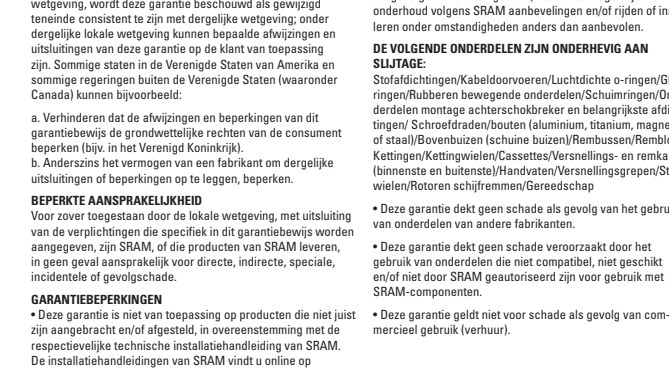 wetgeving, wordt deze garantie beschouwd als gewijzigd
teneinde consistent te zijn met dergelijke wetgeving; onder
dergelijke lokale wetgeving kunnen bepaalde afwijzingen en
uitsluitingen van deze garantie op de klant van toepassing
zijn. Sommige staten in de Verenigde Staten van Amerika en
sommige regeringen buiten de Verenigde Staten (waaronder
Canada) kunnen bijvoorbeeld:
a. Verhinderen dat de afwijzingen en beperkingen van dit
garantiebewijs de grondwettelijke rechten van de consument
beperken (bijv. in het Verenigd Koninkrijk).
b. Anderszins het vermogen van een fabrikant om dergelijke
uitsluitingen of beperkingen op te leggen, beperken.
BEPERKTE AANSPRAKELIJKHEID
Voor zover toegestaan door de lokale wetgeving, met uitsluiting
van de verplichtingen die specifiek in dit garantiebewijs worden
aangegeven, zijn SRAM, of die producten van SRAM leveren,
in geen geval aansprakelijk voor directe, indirecte, speciale,
incidentele of gevolgschade.
GARANTIEBEPERKINGEN
• Deze garantie is niet van toepassing op producten die niet juist
zijn aangebracht en/of afgesteld, in overeenstemming met de
respectievelijke technische installatiehandleiding van SRAM.
De installatiehandleidingen van SRAM vindt u online op
onderhoud volgens SRAM aanbevelingen en/of rijden of ins
leren onder omstandigheden anders dan aanbevolen.
DE VOLGENDE ONDERDELEN ZIJN ONDERHEVIG AAN
SLIJTAGE:
Stofafdichtingen/Kabeldoorvoeren/Luchtdichte o-ringen/Gl
ringen/Rubberen bewegende onderdelen/Schuimringen/On
derdelen montage achterschokbreker en belangrijkste afdi
tingen/ Schroefdraden/bouten (aluminium, titanium, magne
of staal)/Bovenbuizen (schuine buizen)/Rembussen/Remblo
Kettingen/Kettingwielen/Cassettes/Versnellings- en remka
(binnenste en buitenste)/Handvaten/Versnellingsgrepen/St
wielen/Rotoren schijfremmen/Gereedschap
• Deze garantie dekt geen schade als gevolg van het gebru
van onderdelen van andere fabrikanten.
• Deze garantie dekt geen schade veroorzaakt door het
gebruik van onderdelen die niet compatibel, niet geschikt
en/of niet door SRAM geautoriseerd zijn voor gebruik met
SRAM-componenten.
• Deze garantie geldt niet voor schade als gevolg van com-
mercieel gebruik (verhuur).